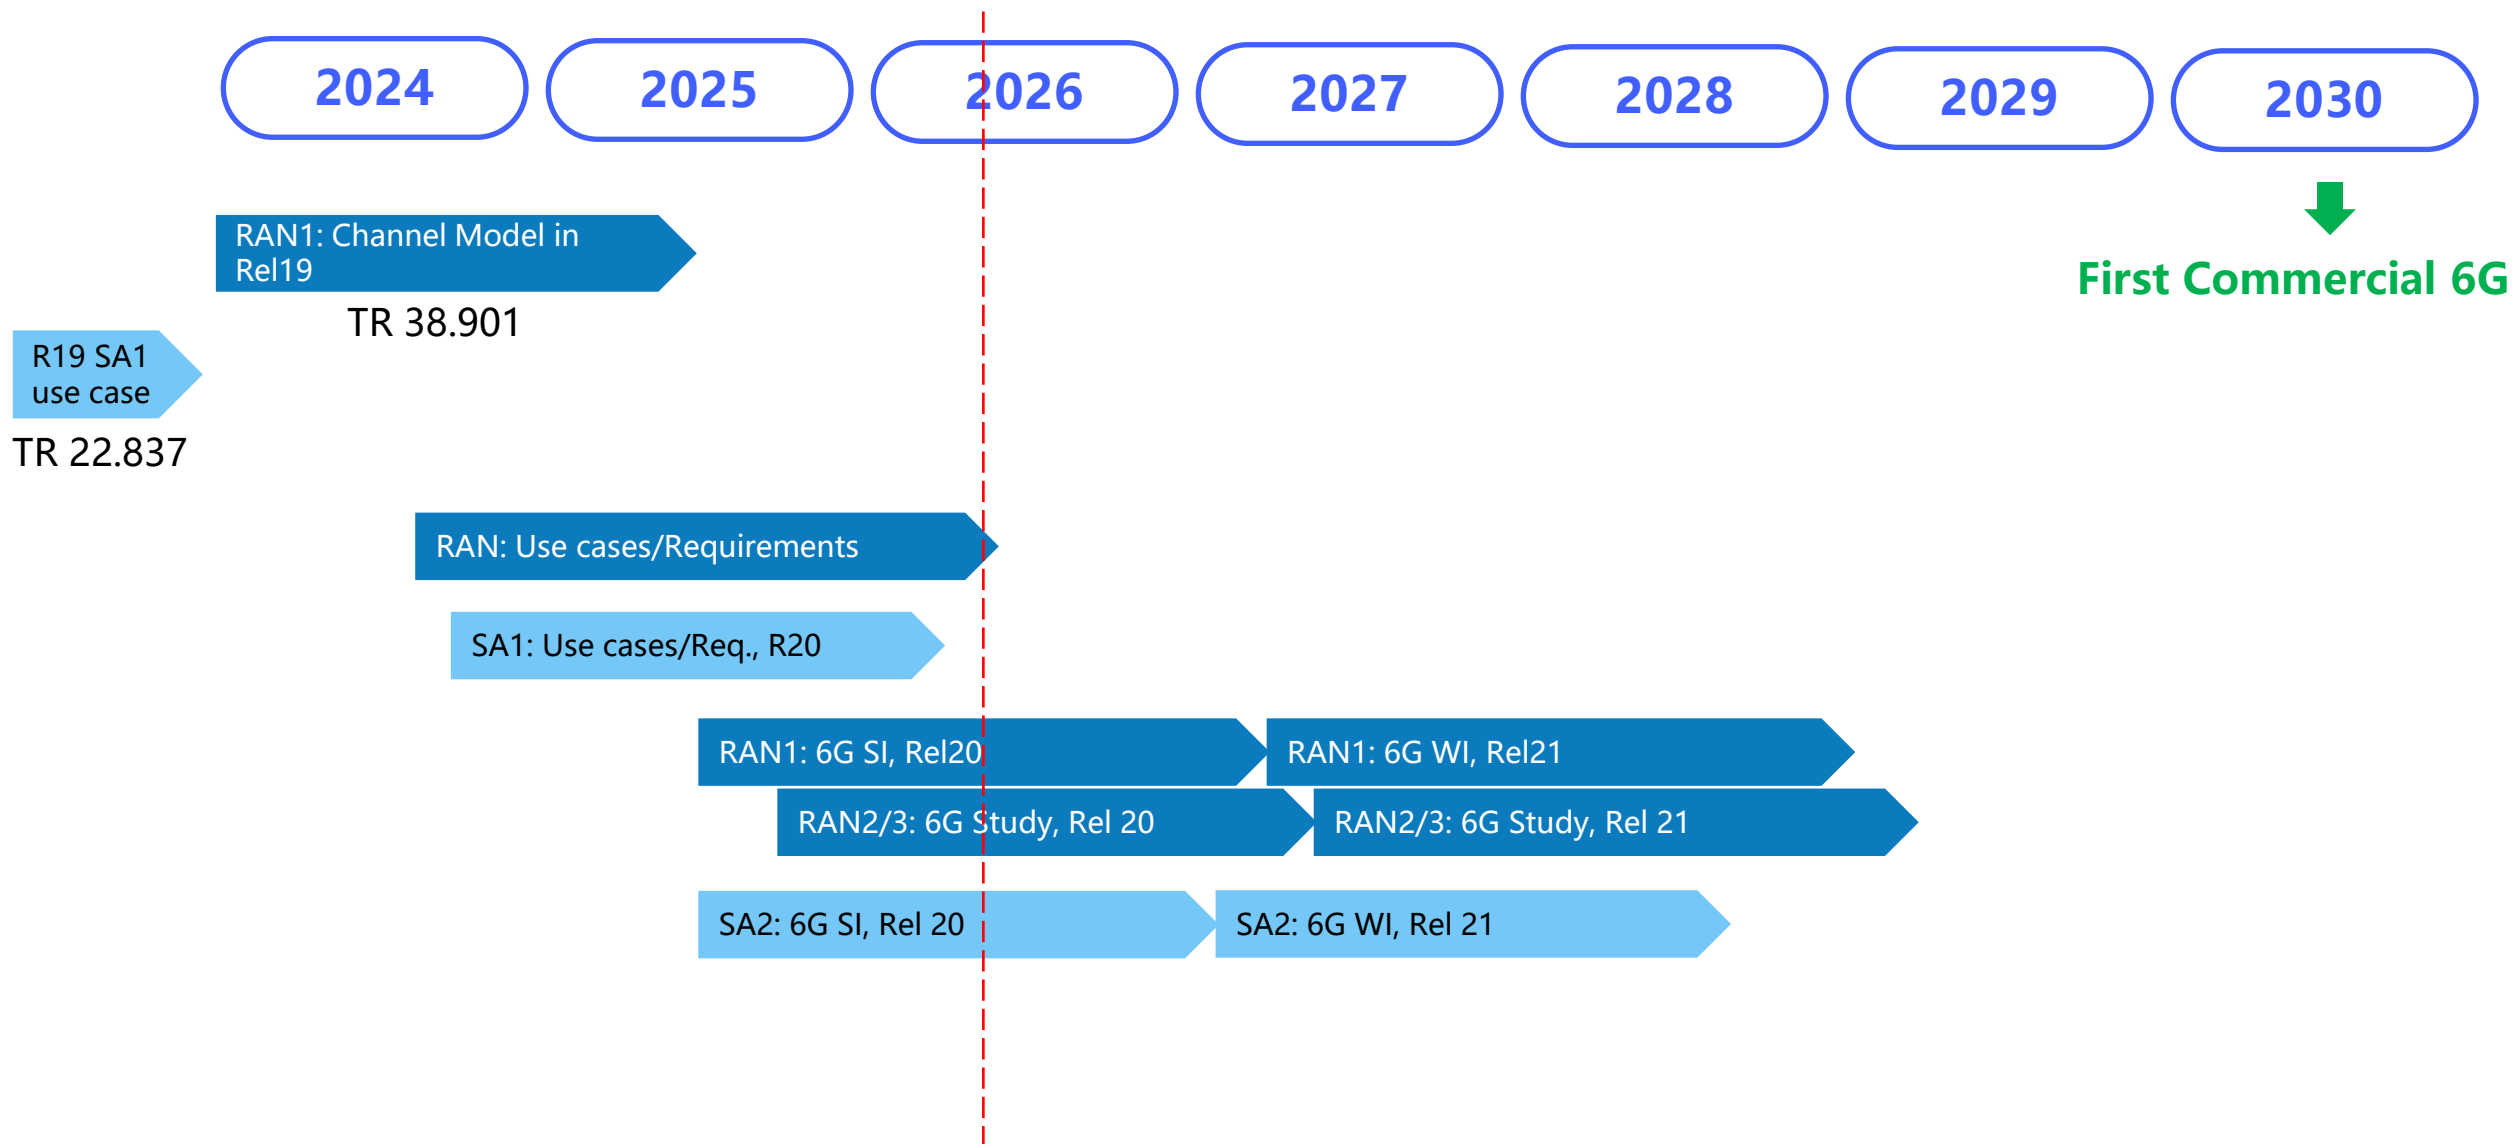 2024
2025
2026
2027
2028
2029
2030
RAN1: Channel Model in
Rel19
TR 38.901
First Commercial 6G
R19 SA1
use case
TR 22.837
RAN: Use cases/Requirements
SA1: Use cases/Req., R20
RAN1: 6G SI, Rel20
RAN1: 6G WI, Rel21
RAN2/3: 6G Study, Rel 20
RAN2/3: 6G Study, Rel 21
SA2: 6G SI, Rel 20
SA2: 6G WI, Rel 21